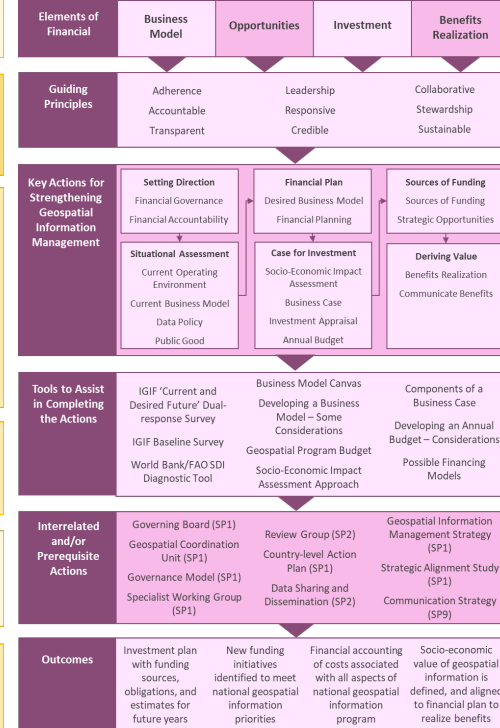 Elements of
Financial
Business
Model
Opportunities
Investment
Benefits
Realization
Guiding
Principles
Adherence
Accountable
Transparent
Leadership
Responsive
Credible
Collaborative
Stewardship
Sustainable
Key Actions for
Strengthening
Geospatial
Information
Management
Setting Direction
Financial Governance
Financial Accountability
Situational Assessment
Current Operating
Environment
Current Business Model
Data Policy
Public Good
Financial Plan
Desired Business Model
Financial Planning
Case for Investment
Socio-Economic Impact
Assessment
Business Case
Investment Appraisal
Annual Budget
Sources of Funding
Sources of Funding
Strategic Opportunities
Deriving Value
Benefits Realization
Communicate Benefits
Tools to Assist
in Completing
the Actions
IGIF ‘Current and
Desired Future’ Dual-
response Survey
IGIF Baseline Survey
World Bank/FAO SDI
Diagnostic Tool
Business Model Canvas
Developing a Business
Model – Some
Considerations
Geospatial Program Budget
Socio-Economic Impact
Assessment Approach
Components of a
Business Case
Developing an Annual
Budget – Considerations
Possible Financing
Models
Interrelated
and/or
Prerequisite
Actions
Governing Board (SP1)
Geospatial Coordination
Unit (SP1)
Governance Model (SP1)
Specialist Working Group
(SP1)
Review Group (SP2)
Country-level Action
Plan (SP1)
Data Sharing and
Dissemination (SP2)
Geospatial Information
Management Strategy
(SP1)
Strategic Alignment Study
(SP1)
Communication Strategy
(SP9)
Outcomes
Investment plan
with funding
sources,
obligations, and
estimates for
future years
New funding
initiatives
identified to meet
national geospatial
information
priorities
Financial accounting
of costs associated
with all aspects of
national geospatial
information
program
Socio-economic
value of geospatial
information is
defined, and aligned
to financial plan to
realize benefits